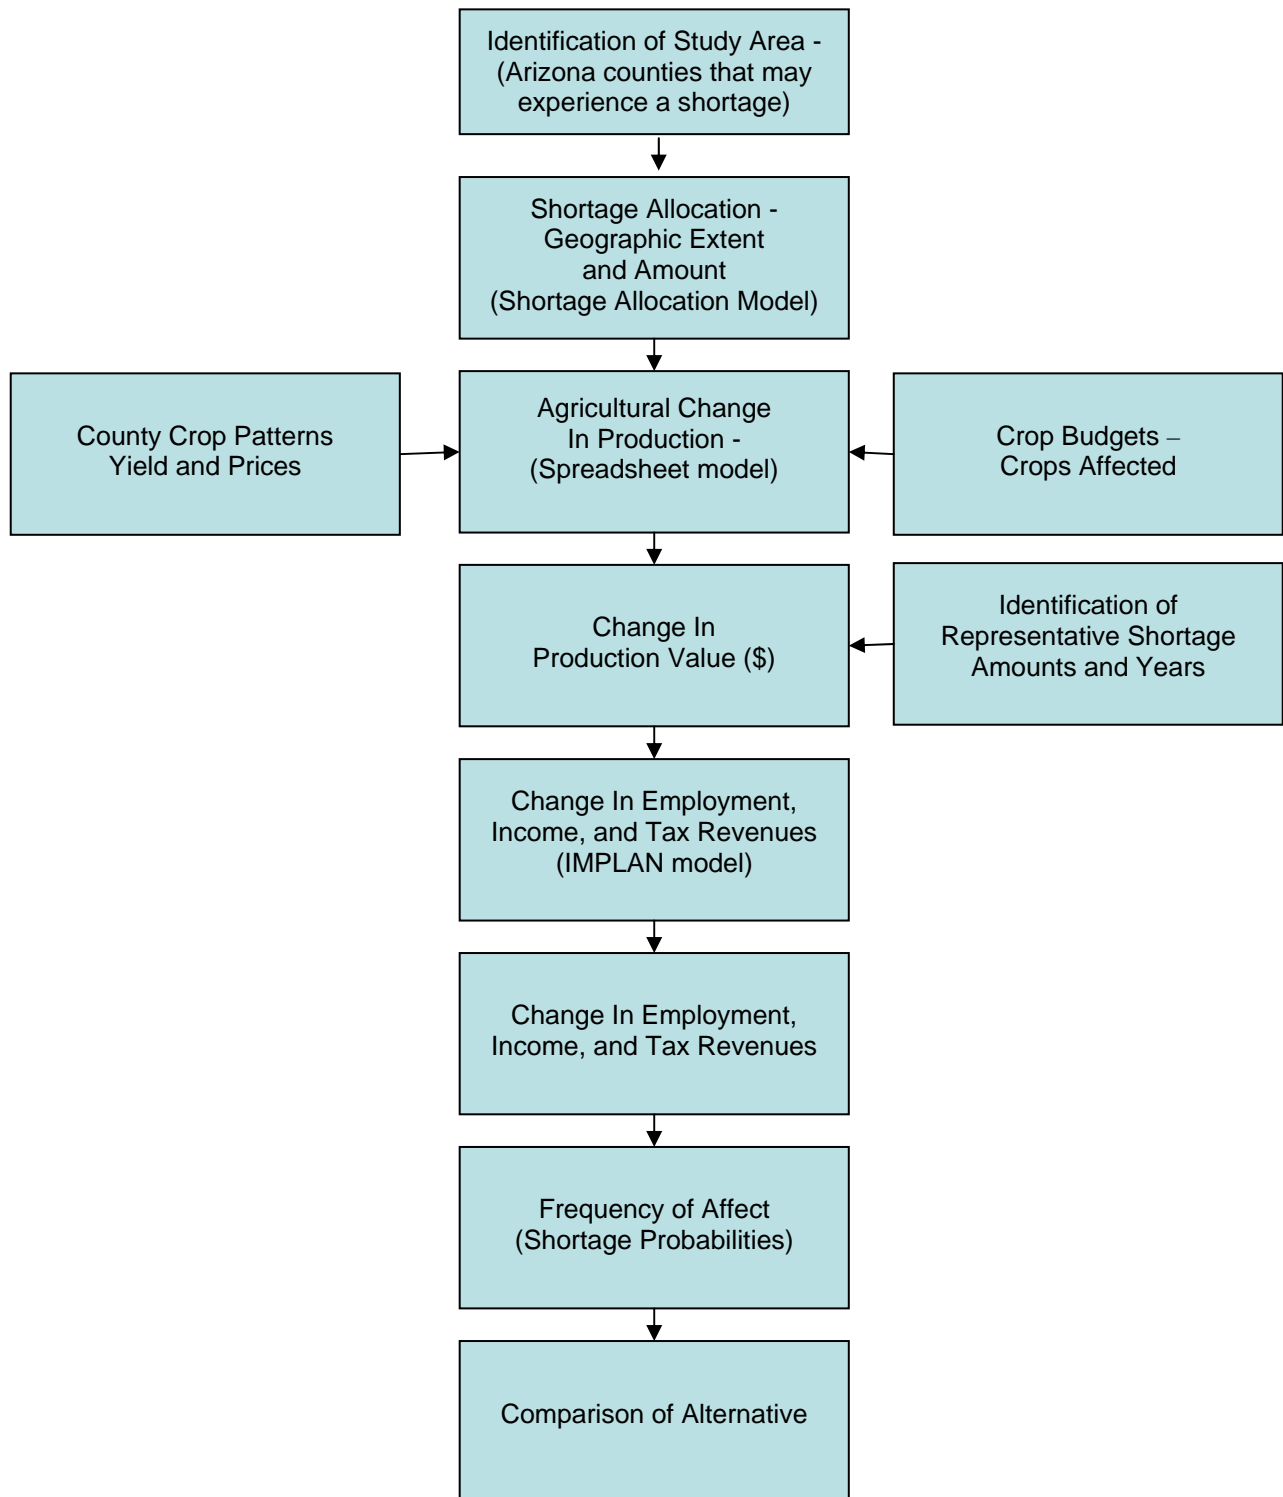 Identification of Study Area -
(Arizona counties that may
experience a shortage)
Shortage Allocation -
Geographic Extent
and Amount
(Shortage Allocation Model)
County Crop Patterns
Yield and Prices
Agricultural Change
In Production -
(Spreadsheet model)
Crop Budgets –
Crops Affected
Change In
Production Value ($)
Identification of
Representative Shortage
Amounts and Years
Change In Employment,
Income, and Tax Revenues
(IMPLAN model)
Change In Employment,
Income, and Tax Revenues
Frequency of Affect
(Shortage Probabilities)
Comparison of Alternative